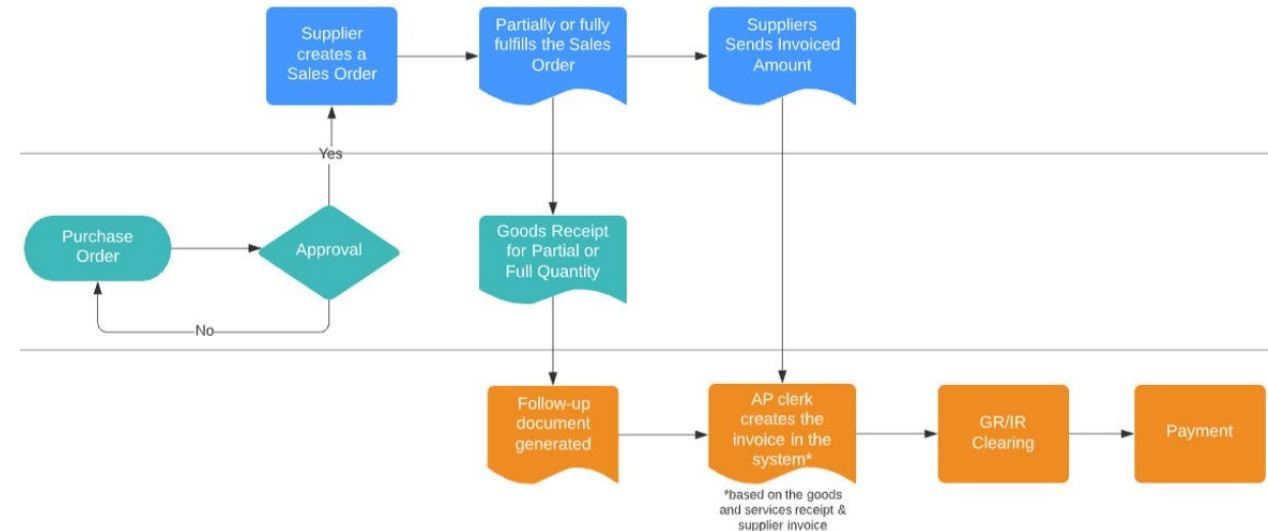 Supplier
creates a
Sales Order
Partially or fully
fulfills the Sales
Order
Suppliers
Sends Invoiced
Amount
Yes
Purchase
Order
Approval
Goods Receipt
for Partial or
Full Quantity
No
Follow-up
document
generated
AP clerk
creates the
invoice in the
system*
GR/IR
Clearing
Payment
*based on the goods
and services receipt &
supplier invoice